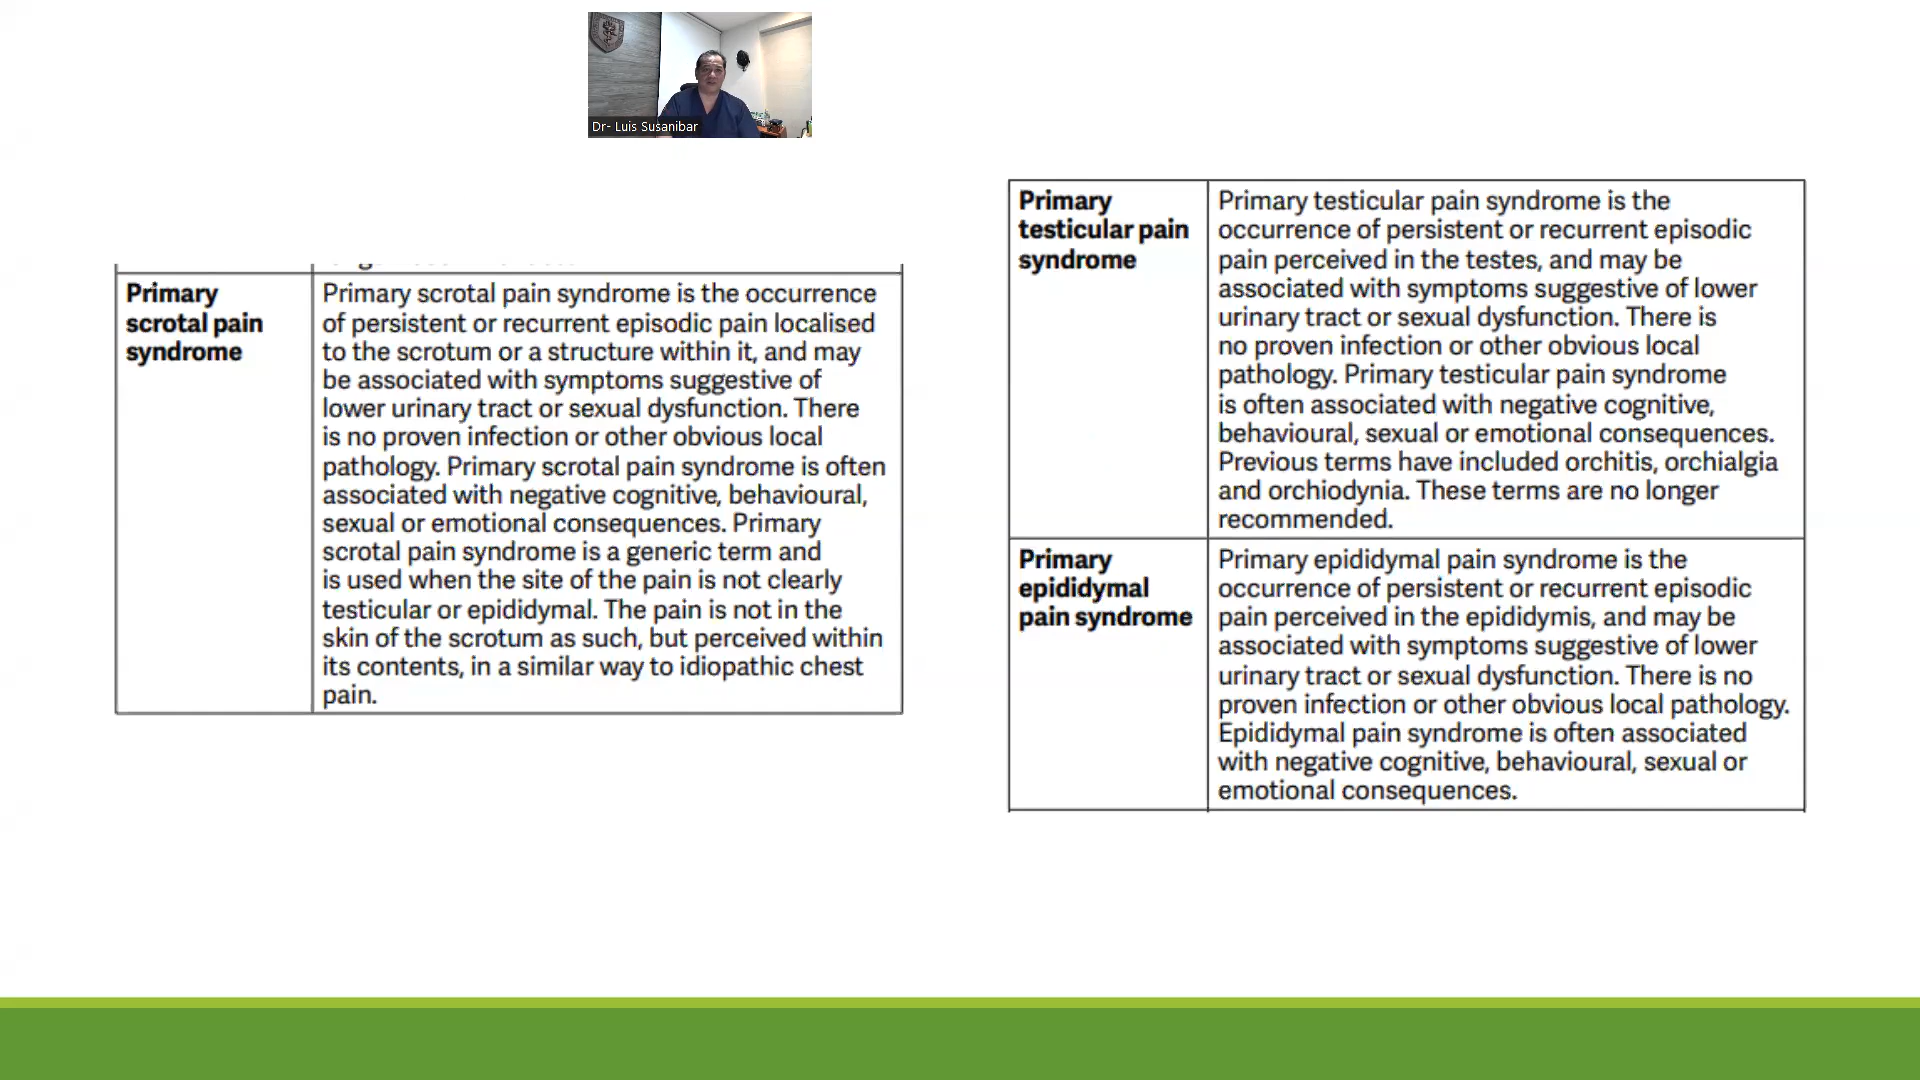 Dr- Luis Susanibar
Primary
scrotal pain
syndrome
Primary scrotal pain syndrome is the occurrence
of persistent or recurrent episodic pain localised
to the scrotum or a structure within it, and may
be associated with symptoms suggestive of
lower urinary tract or sexual dysfunction. There
is no proven infection or other obvious local
pathology. Primary scrotal pain syndrome is often
associated with negative cognitive, behavioural,
sexual or emotional consequences. Primary
scrotal pain syndrome is a generic term and
is used when the site of the pain is not clearly
testicular or epididymal. The pain is not in the
skin of the scrotum as such, but perceived within
its contents, in a similar way to idiopathic chest
pain.
Primary
testicular pain
syndrome
Primary testicular pain syndrome is the
occurrence of persistent or recurrent episodic
pain perceived in the testes, and may be
associated with symptoms suggestive of lower
urinary tract or sexual dysfunction. There is
no proven infection or other obvious local
pathology. Primary testicular pain syndrome
is often associated with negative cognitive,
behavioural, sexual or emotional consequences.
Previous terms have included orchitis, orchialgia
and orchiodynia. These terms are no longer
recommended.
Primary
epididymal
pain syndrome
Primary epididymal pain syndrome is the
occurrence of persistent or recurrent episodic
pain perceived in the epididymis, and may be
associated with symptoms suggestive of lower
urinary tract or sexual dysfunction. There is no
proven infection or other obvious local pathology.
Epididymal pain syndrome is often associated
with negative cognitive, behavioural, sexual or
emotional consequences.